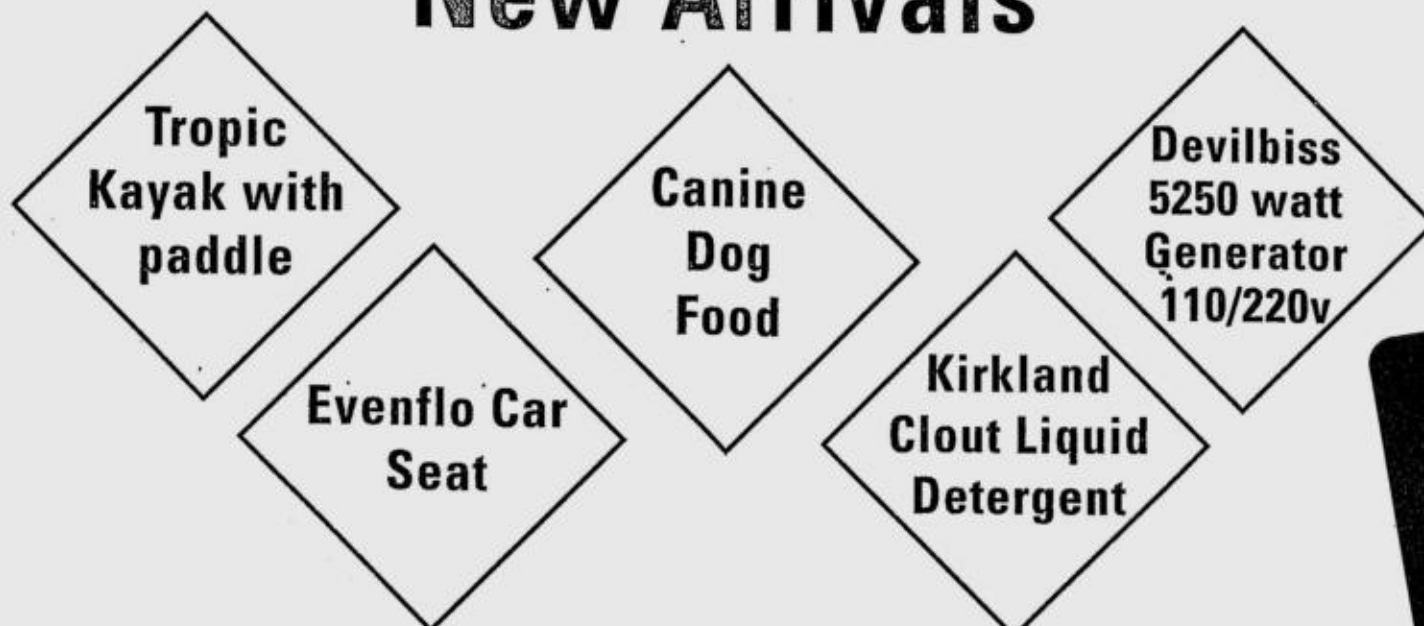 New Arrivals
Tropic
Kayak with
paddle
Evenflo Car
Seat
Canine
Dog
Food
Kirkland
Clout Liquid
Detergent
Devilbiss
5250 watt
Generator
110/220v